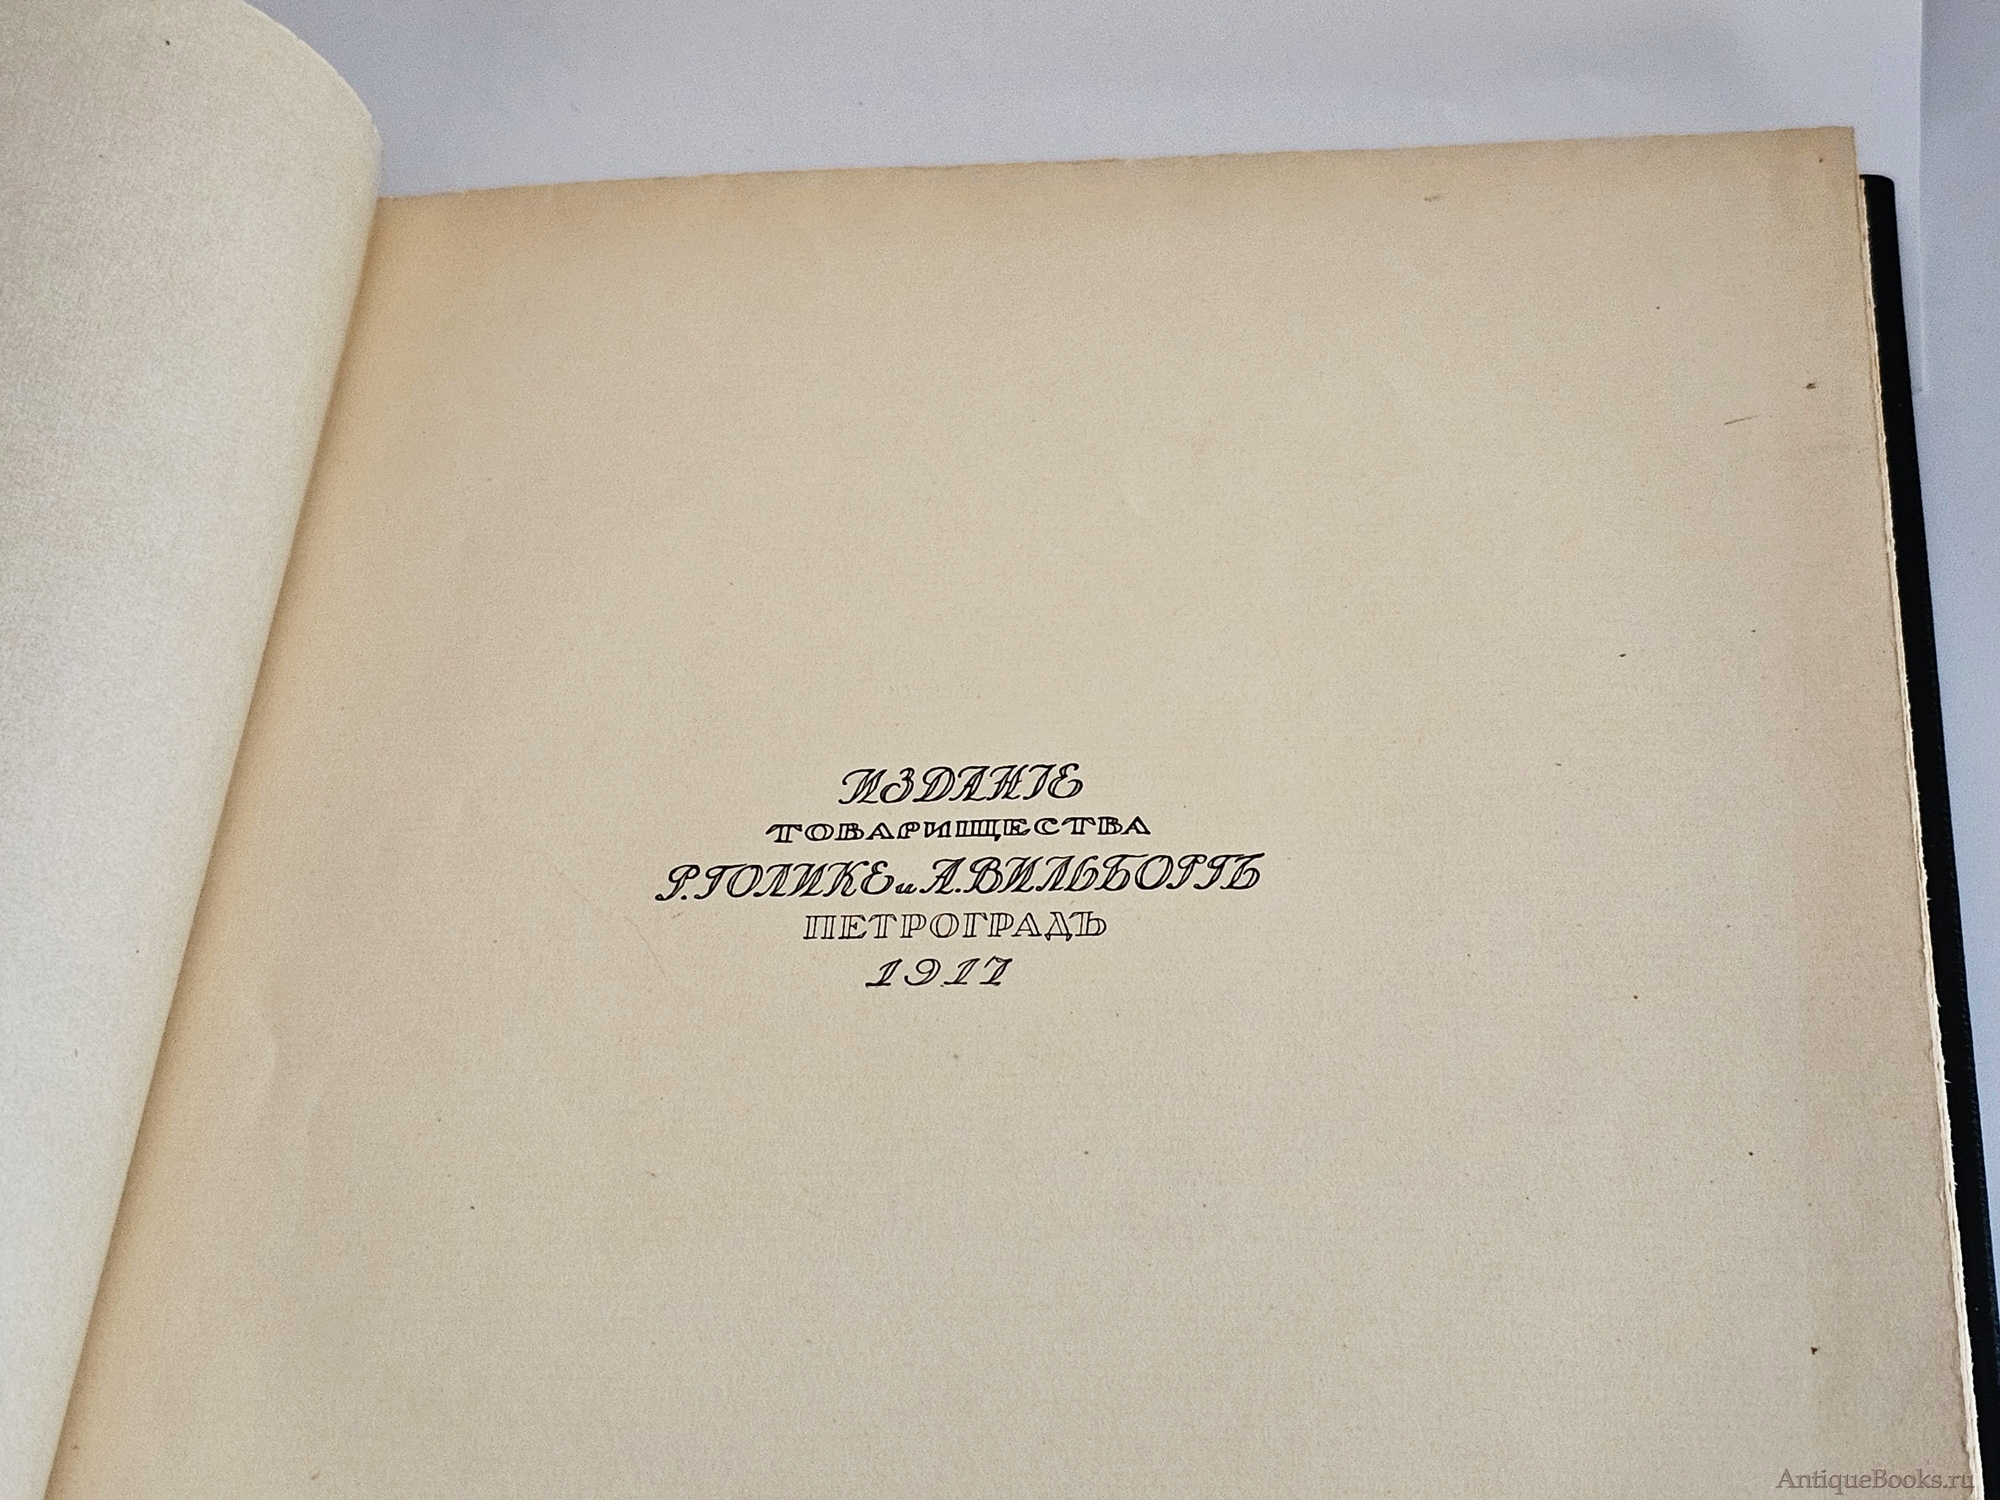 ИЗДАНІЕ
ТОВАРИЩЕСТВА
Р. ГОЛИКЕ и А. ВИЛЬБОРГЪ
ПЕТРОГРАДЪ
1917
AntiqueBooks.ru